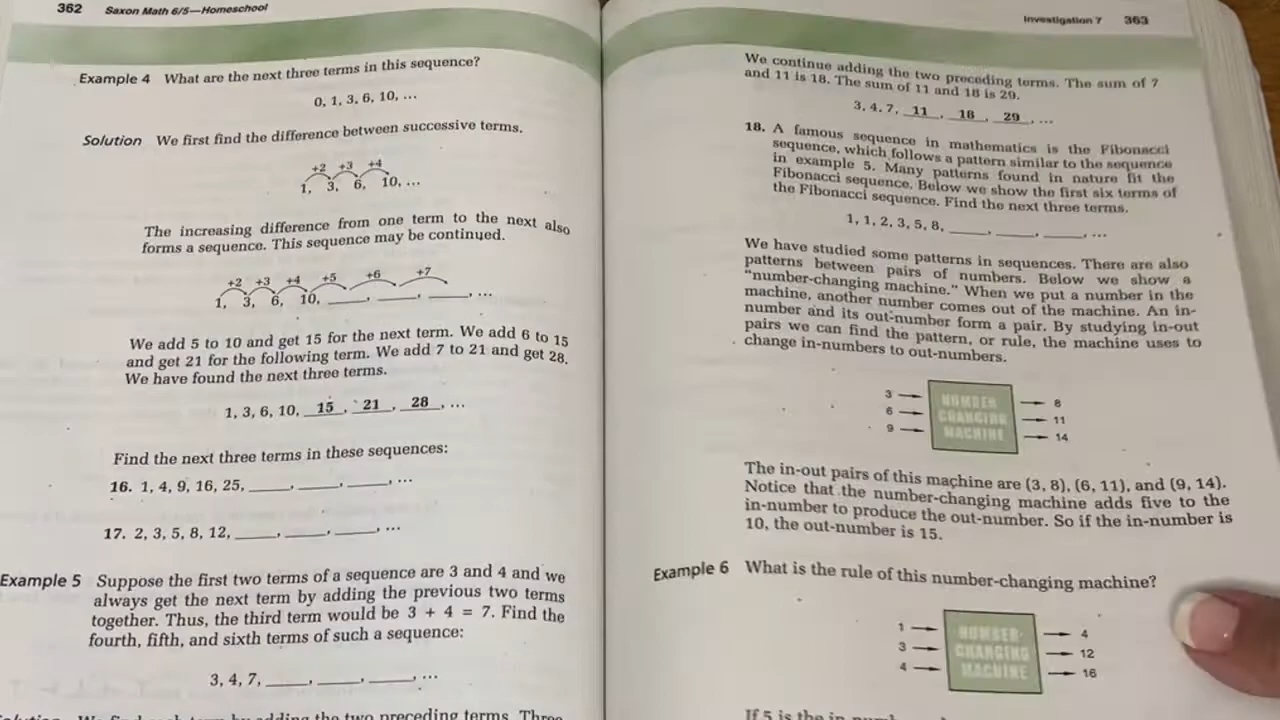 362 Saxon Math 6/5—Homeschool
Example 4 What are the next three terms in this sequence?
0, 1, 3, 6, 10, ...
Solution We first find the difference between successive terms.
+2 +3 +4
1, 3, 6, 10, ...
The increasing difference from one term to the next also
forms a sequence. This sequence may be continued.
+2 +3 +4 +5 +6 +7
1, 3, 6, 10, ____, ____, ____, ...
We add 5 to 10 and get 15 for the next term. We add 6 to 15
and get 21 for the following term. We add 7 to 21 and get 28.
We have found the next three terms.
1, 3, 6, 10, 15, 21, 28, ...
Find the next three terms in these sequences:
16. 1, 4, 9, 16, 25, ____, ____, ____, ...
17. 2, 3, 5, 8, 12, ____, ____, ____, ...
Example 5 Suppose the first two terms of a sequence are 3 and 4 and we
always get the next term by adding the previous two terms
together. Thus, the third term would be 3 + 4 = 7. Find the
fourth, fifth, and sixth terms of such a sequence:
3, 4, 7, ____, ____, ____, ...
Solution We find each term by adding the two preceding terms. Three
Investigation 7 363
We continue adding the two preceding terms. The sum of 7
and 11 is 18. The sum of 11 and 18 is 29.
3, 4, 7, 11, 18, 29, ...
18. A famous sequence in mathematics is the Fibonacci
sequence, which follows a pattern similar to the sequence
in example 5. Many patterns found in nature fit the
Fibonacci sequence. Below we show the first six terms of
the Fibonacci sequence. Find the next three terms.
1, 1, 2, 3, 5, 8, ____, ____, ____, ...
We have studied some patterns in sequences. There are also
patterns between pairs of numbers. Below we show a
"number-changing machine." When we put a number in the
machine, another number comes out of the machine. An in-
number and its out-number form a pair. By studying in-out
pairs we can find the pattern, or rule, the machine uses to
change in-numbers to out-numbers.
3 NUMBER- 8
6 CHANGING 11
9 MACHINE 14
The in-out pairs of this machine are (3, 8), (6, 11), and (9, 14).
Notice that the number-changing machine adds five to the
in-number to produce the out-number. So if the in-number is
10, the out-number is 15.
Example 6 What is the rule of this number-changing machine?
1 NUMBER- 4
3 CHANGING 12
4 MACHINE 16
If 5 is the in